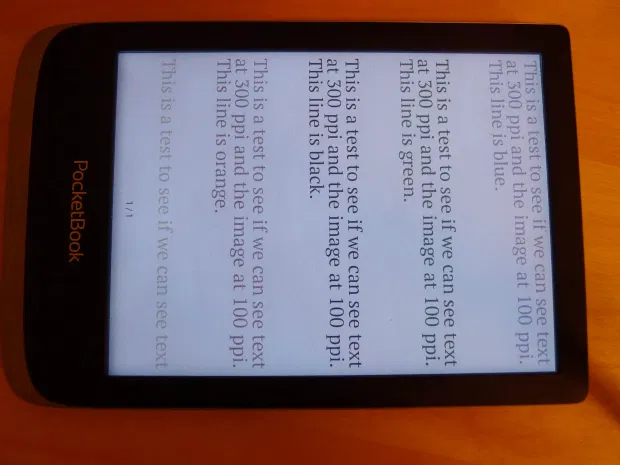 This is a test to see if we can see text
at 300 ppi and the image at 100 ppi.
This line is blue.
This is a test to see if we can see text
at 300 ppi and the image at 100 ppi.
This line is green.
This is a test to see if we can see text
at 300 ppi and the image at 100 ppi.
This line is black.
This is a test to see if we can see text
at 300 ppi and the image at 100 ppi.
This line is orange.
This is a test to see if we can see text
1/1
PocketBook